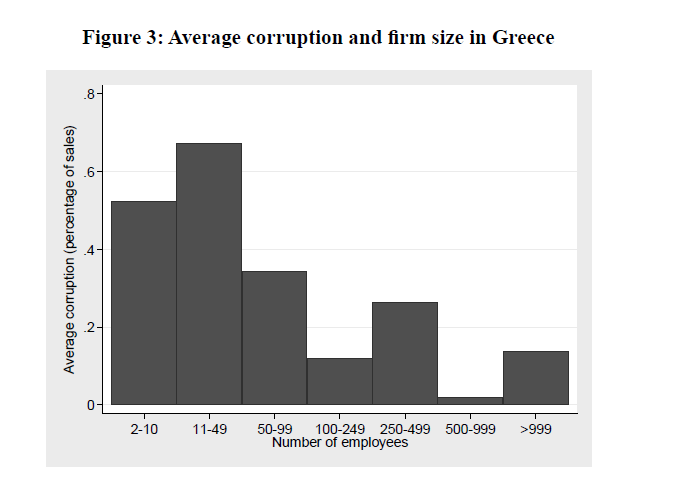 Figure 3: Average corruption and firm size in Greece
Average corruption (percentage of sales)
.8
.6
.4
.2
0
2-10 11-49 50-99 100-249 250-499 500-999 >999
Number of employees